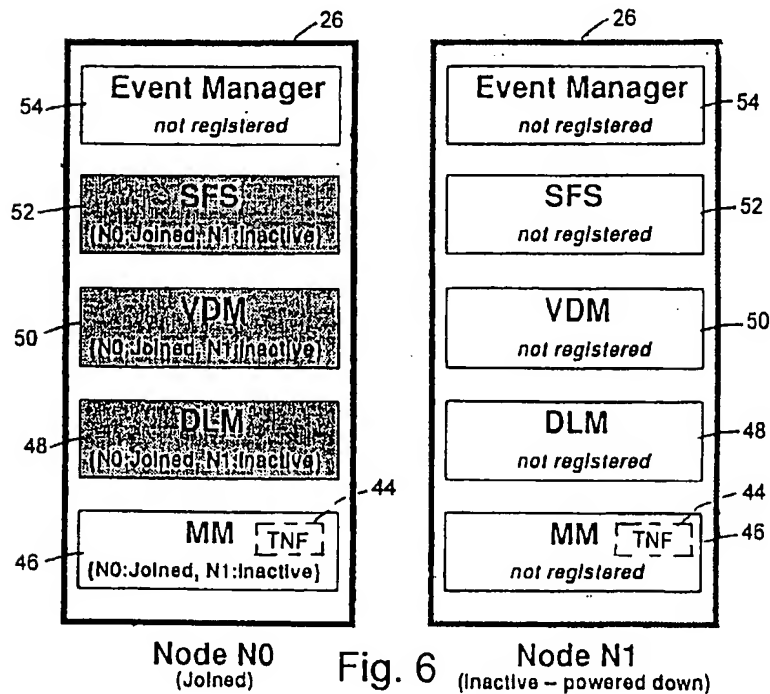 26
Event Manager
not registered
54
SFS
(N0:Joined, N1:Inactive)
52
VDM
(N0:Joined, N1:Inactive)
50
DLM
(N0:Joined, N1:Inactive)
48
44
MM
TNF
(N0:Joined, N1:Inactive)
46
Node N0
(Joined)
26
Event Manager
not registered
54
SFS
not registered
52
VDM
not registered
50
DLM
not registered
48
44
MM
TNF
not registered
46
Node N1
(Inactive – powered down)
Fig. 6